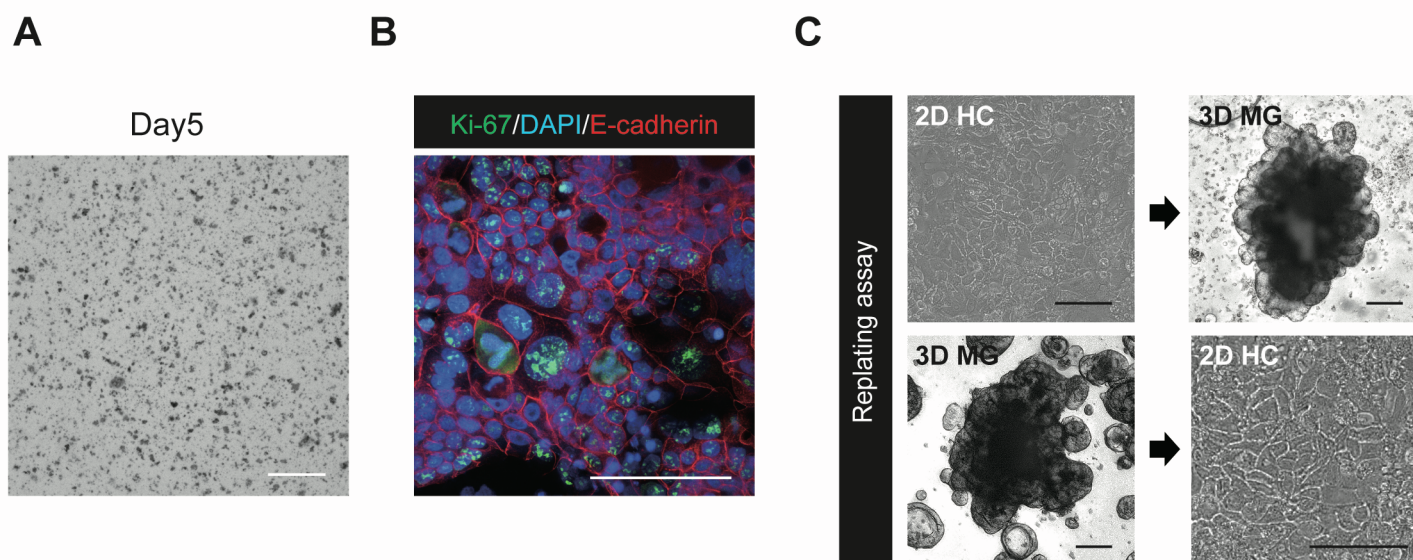 A
B
C
Day5
Ki-67/DAPI/E-cadherin
Replating assay
2D HC
3D MG
3D MG
2D HC